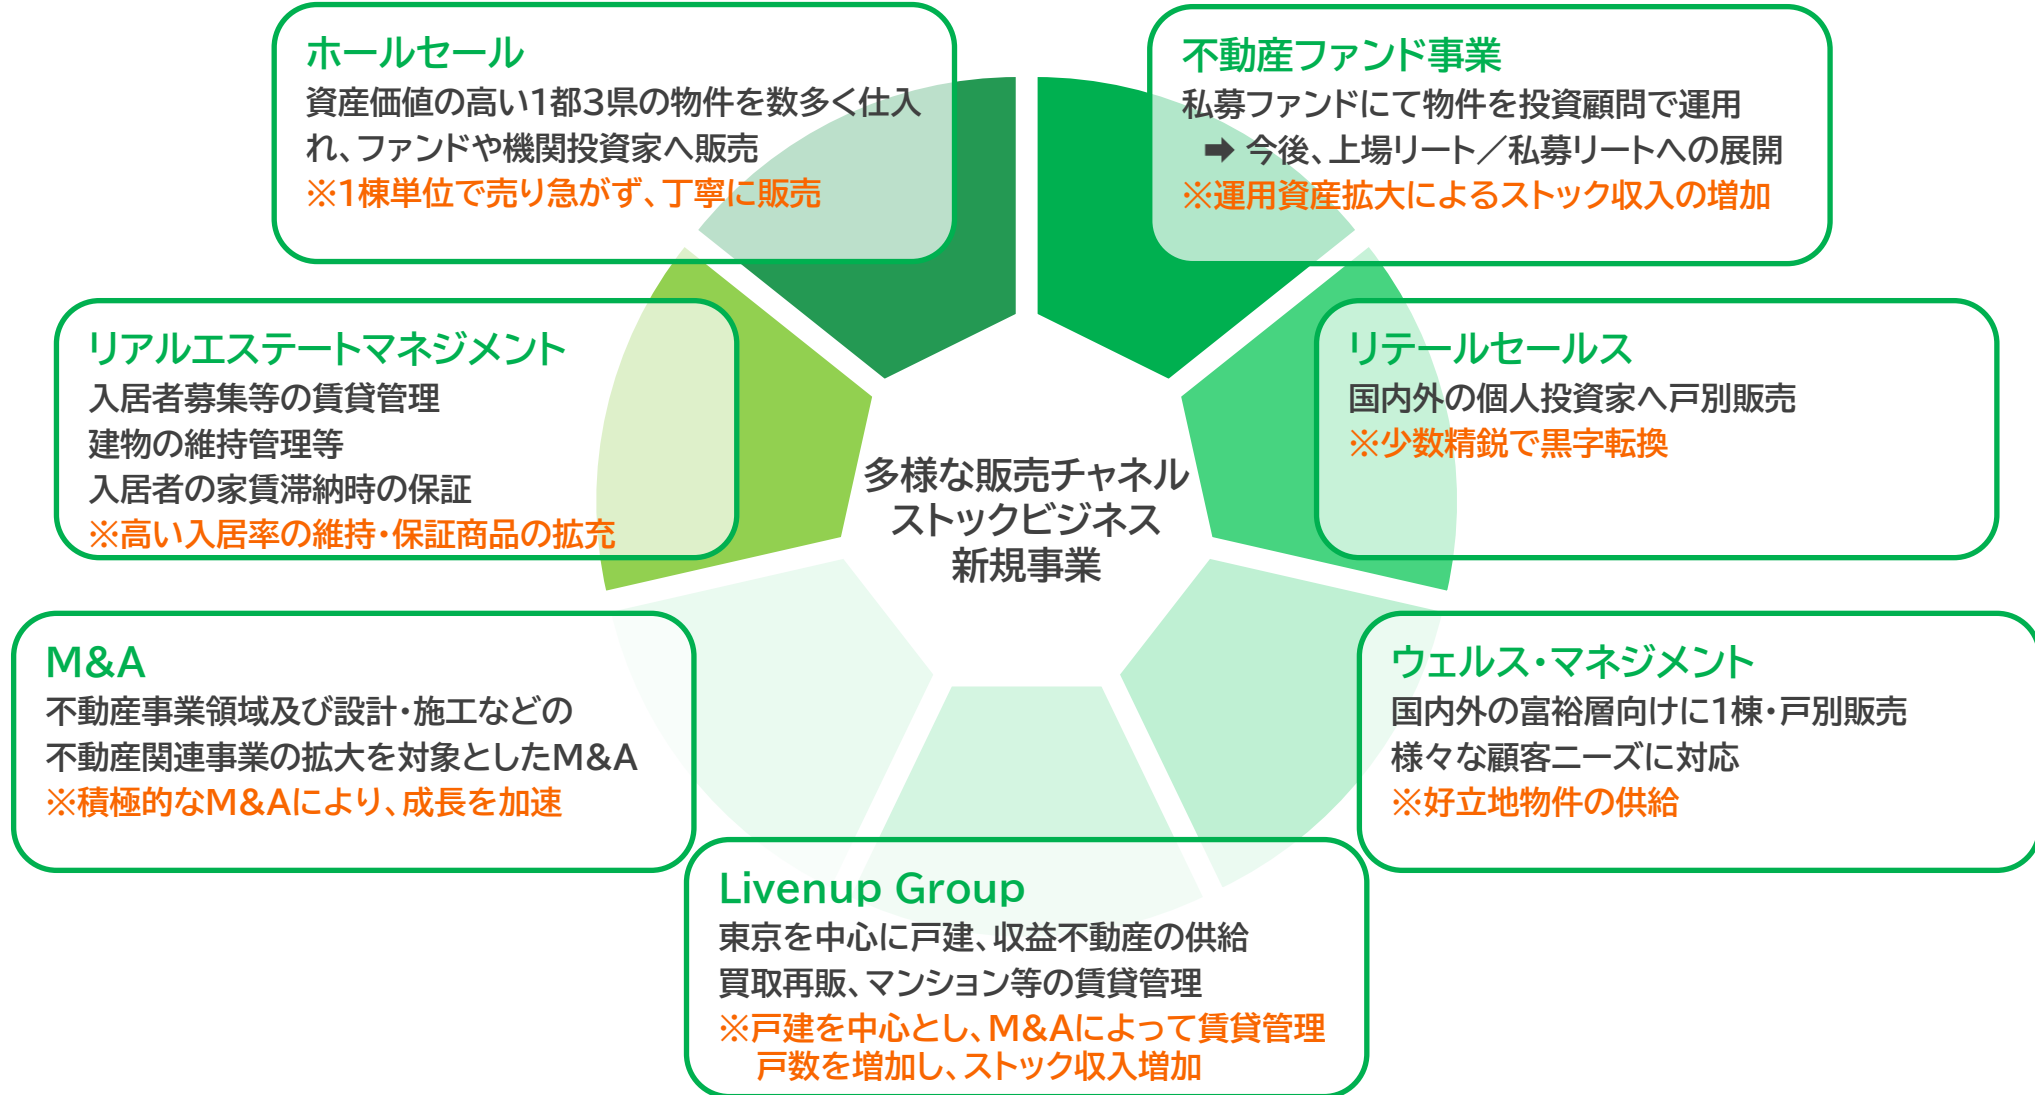 ホールセール
資産価値の高い1都3県の物件を数多く仕入
れ、ファンドや機関投資家へ販売
※1棟単位で売り急がず、丁寧に販売
不動産ファンド事業
私募ファンドにて物件を投資顧問で運用
➡ 今後、上場リート／私募リートへの展開
※運用資産拡大によるストック収入の増加
リアルエステートマネジメント
入居者募集等の賃貸管理
建物の維持管理等
入居者の家賃滞納時の保証
※高い入居率の維持・保証商品の拡充
リテールセールス
国内外の個人投資家へ戸別販売
※少数精鋭で黒字転換
多様な販売チャネル
ストックビジネス
新規事業
M&A
不動産事業領域及び設計・施工などの
不動産関連事業の拡大を対象としたM&A
※積極的なM&Aにより、成長を加速
ウェルス・マネジメント
国内外の富裕層向けに1棟・戸別販売
様々な顧客ニーズに対応
※好立地物件の供給
Livenup Group
東京を中心に戸建、収益不動産の供給
買取再販、マンション等の賃貸管理
※戸建を中心とし、M&Aによって賃貸管理
戸数を増加し、ストック収入増加